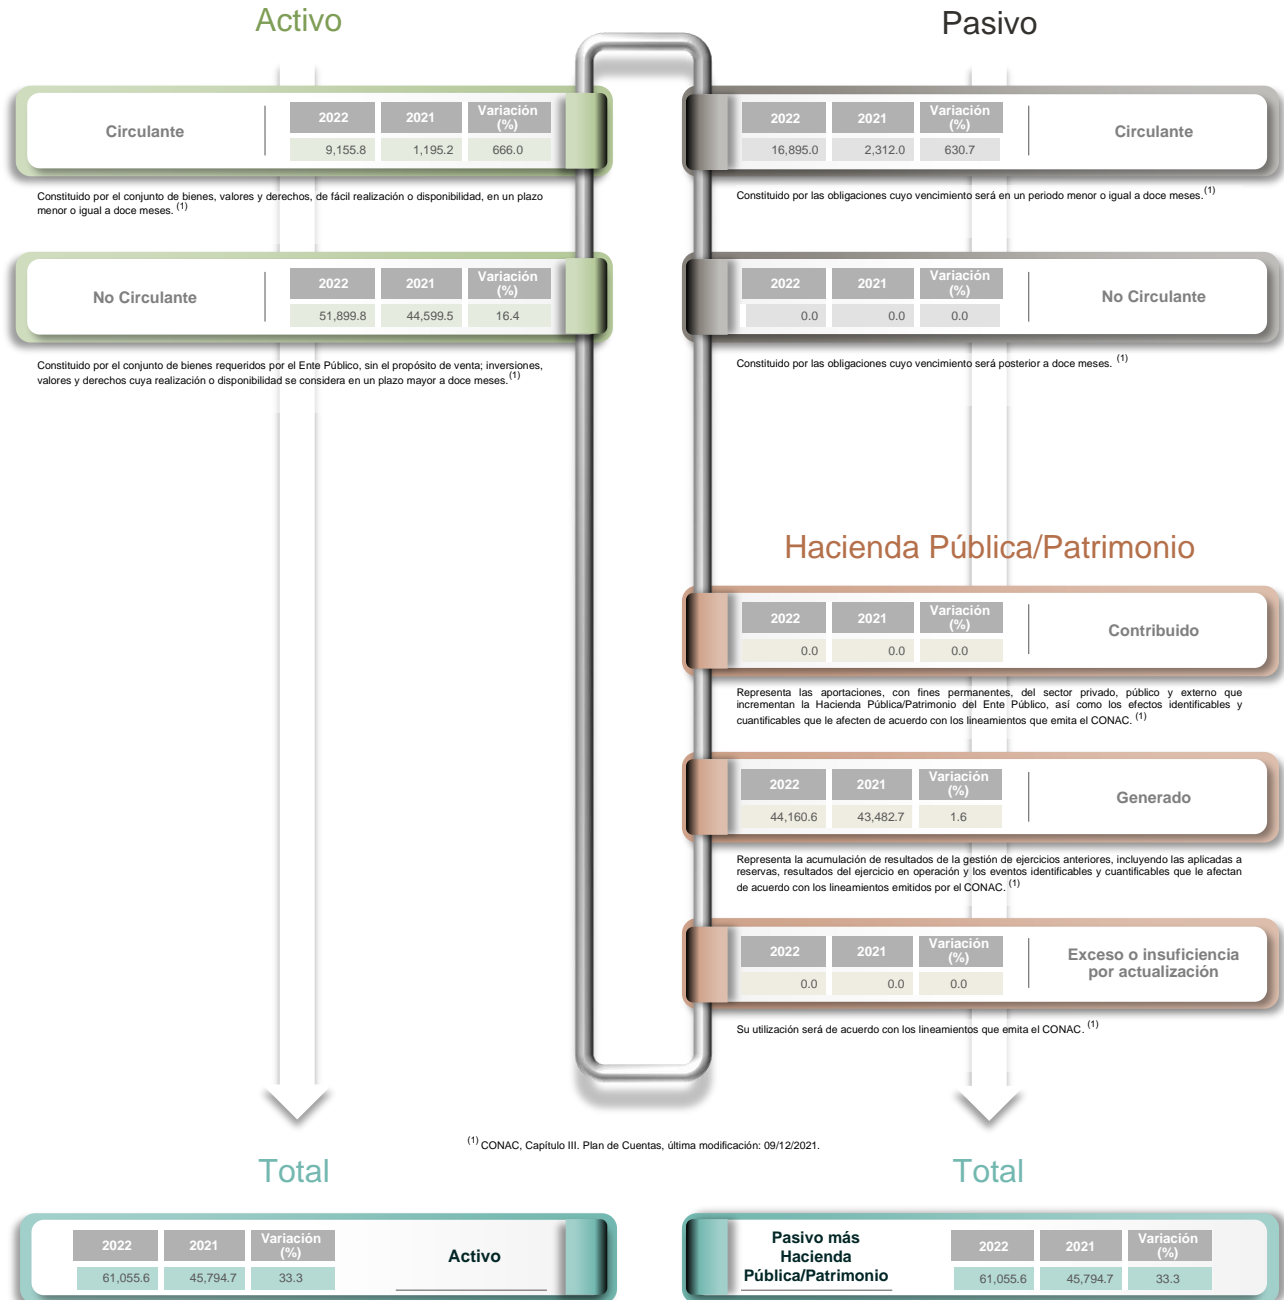 Activo
Circulante
2022 2021 Variación (%)
9,155.8 1,195.2 666.0
Constituido por el conjunto de bienes, valores y derechos, de fácil realización o disponibilidad, en un plazo
menor o igual a doce meses. (1)
No Circulante
2022 2021 Variación (%)
51,899.8 44,599.5 16.4
Constituido por el conjunto de bienes requeridos por el Ente Público, sin el propósito de venta; inversiones,
valores y derechos cuya realización o disponibilidad se considera en un plazo mayor a doce meses. (1)
Pasivo
2022 2021 Variación (%)
16,895.0 2,312.0 630.7
Circulante
Constituido por las obligaciones cuyo vencimiento será en un periodo menor o igual a doce meses. (1)
2022 2021 Variación (%)
0.0 0.0 0.0
No Circulante
Constituido por las obligaciones cuyo vencimiento será posterior a doce meses. (1)
Hacienda Pública/Patrimonio
2022 2021 Variación (%)
0.0 0.0 0.0
Contribuido
Representa las aportaciones, con fines permanentes, del sector privado, público y externo que
incrementan la Hacienda Pública/Patrimonio del Ente Público, así como los efectos identificables y
cuantificables que le afecten de acuerdo con los lineamientos que emita el CONAC. (1)
2022 2021 Variación (%)
44,160.6 43,482.7 1.6
Generado
Representa la acumulación de resultados de la gestión de ejercicios anteriores, incluyendo las aplicadas a
reservas, resultados del ejercicio en operación y los eventos identificables y cuantificables que le afectan
de acuerdo con los lineamientos emitidos por el CONAC. (1)
2022 2021 Variación (%)
0.0 0.0 0.0
Exceso o insuficiencia
por actualización
Su utilización será de acuerdo con los lineamientos que emita el CONAC. (1)
(1) CONAC, Capítulo III. Plan de Cuentas, última modificación: 09/12/2021.
Total
2022 2021 Variación (%)
61,055.6 45,794.7 33.3
Activo
Total
Pasivo más
Hacienda
Pública/Patrimonio
2022 2021 Variación (%)
61,055.6 45,794.7 33.3